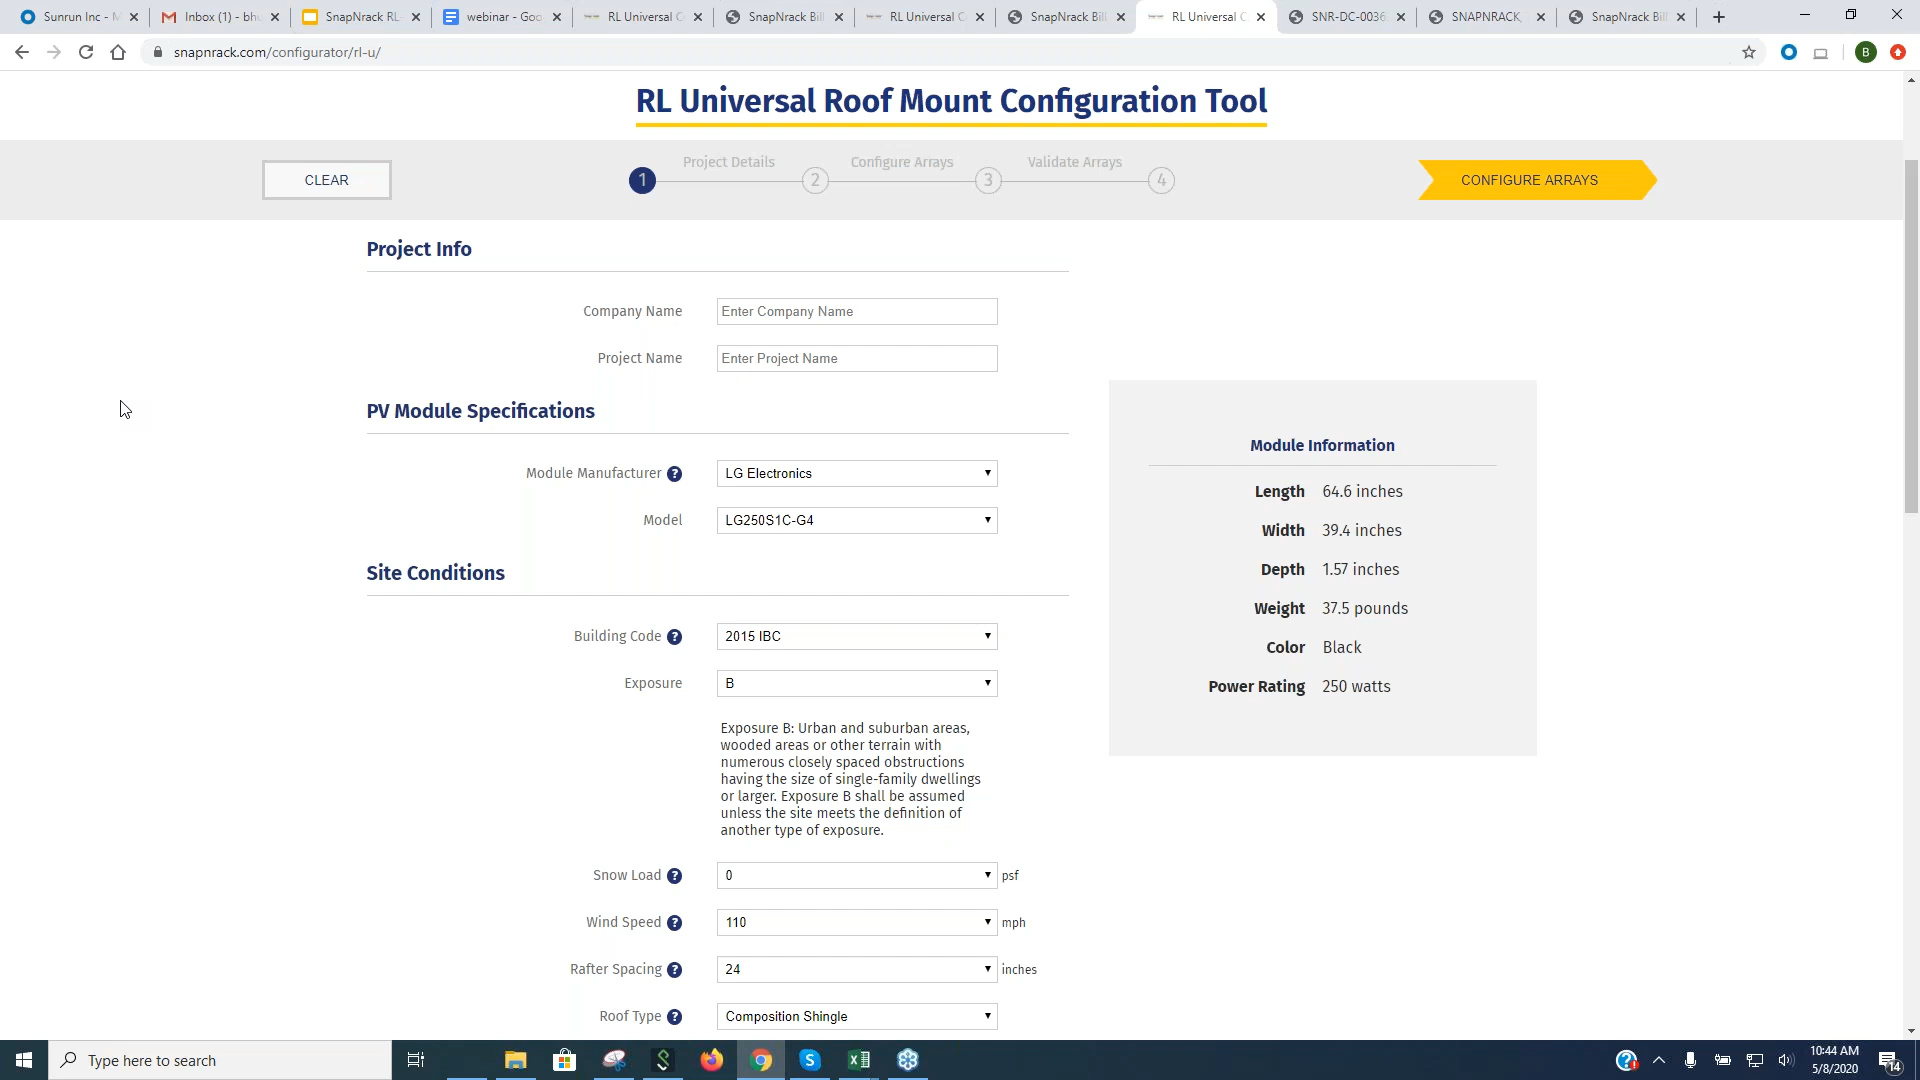 Sunrun Inc - M
Inbox (1) - bhu
SnapNrack RL-
webinar - Goo
RL Universal C
SnapNrack Bill
RL Universal C
SnapNrack Bill
RL Universal C
SNR-DC-0036
SNAPNRACK,
SnapNrack Bill
snapnrack.com/configurator/rl-u/
B
RL Universal Roof Mount Configuration Tool
CLEAR
1
Project Details
2
Configure Arrays
3
Validate Arrays
4
CONFIGURE ARRAYS
Project Info
Company Name
Enter Company Name
Project Name
Enter Project Name
PV Module Specifications
Module Manufacturer ?
LG Electronics
Model
LG250S1C-G4
Module Information
Length 64.6 inches
Width 39.4 inches
Depth 1.57 inches
Weight 37.5 pounds
Color Black
Power Rating 250 watts
Site Conditions
Building Code ?
2015 IBC
Exposure
B
Exposure B: Urban and suburban areas,
wooded areas or other terrain with
numerous closely spaced obstructions
having the size of single-family dwellings
or larger. Exposure B shall be assumed
unless the site meets the definition of
another type of exposure.
Snow Load ?
0
psf
Wind Speed ?
110
mph
Rafter Spacing ?
24
inches
Roof Type ?
Composition Shingle
Type here to search
10:44 AM
5/8/2020
14